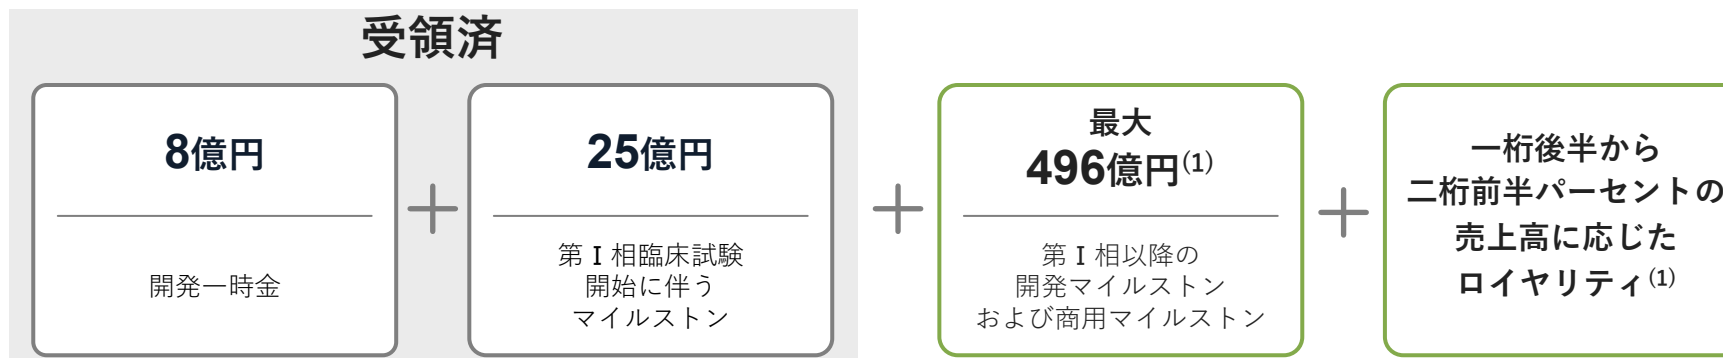 受領済
8億円
開発一時金
25億円
第Ⅰ相臨床試験
開始に伴う
マイルストン
最大
496億円(1)
第Ⅰ相以降の
開発マイルストン
および商用マイルストン
一桁後半から
二桁前半パーセントの
売上高に応じた
ロイヤリティ(1)